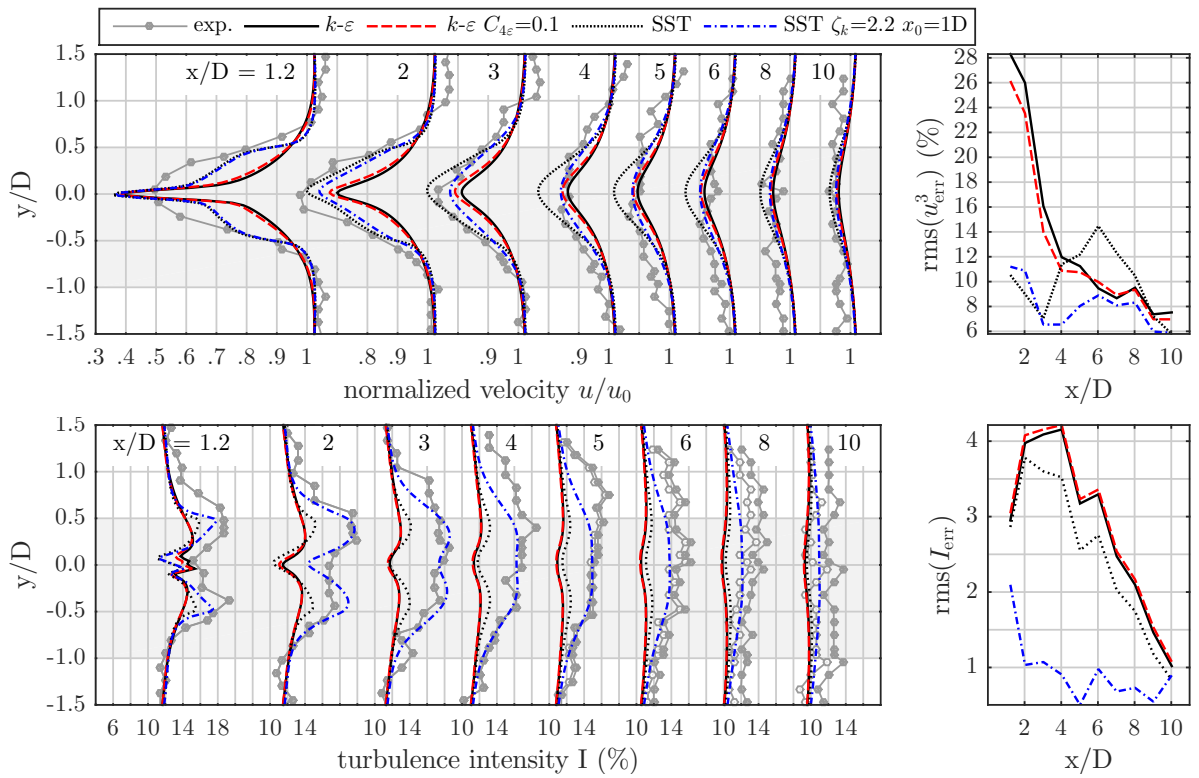 exp. k-ε k-ε C4ε=0.1 SST SST ζk=2.2 x0=1D
1.5
1.0
0.5
0.0
-0.5
-1.0
-1.5
y/D
x/D = 1.2 2 3 4 5 6 8 10
.3 .4 .5 .6 .7 .8 .9 1 .8 .9 1 .9 1 .9 1 1 1 1 1
normalized velocity u/u0
28
26
24
22
20
18
16
14
12
10
8
6
rms(u³err) (%)
2 4 6 8 10
x/D
1.5
1.0
0.5
0.0
-0.5
-1.0
-1.5
y/D
x/D = 1.2 2 3 4 5 6 8 10
6 10 14 18 10 14 10 14 10 14 10 14 10 14 10 14 10 14
turbulence intensity I (%)
4
3
2
1
rms(Ierr)
2 4 6 8 10
x/D